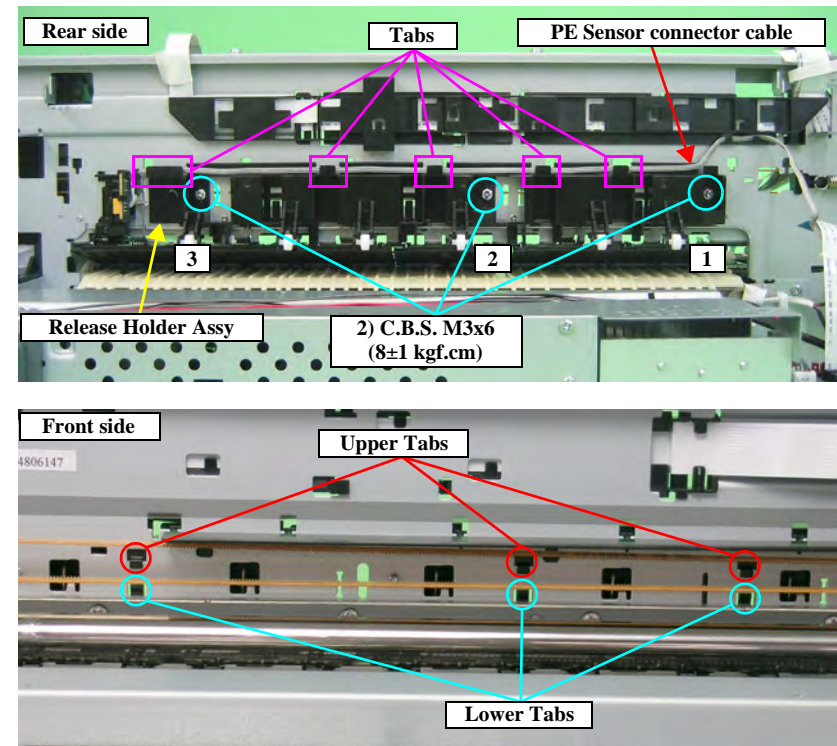 Rear side
Tabs
PE Sensor connector cable
3
2
1
Release Holder Assy
2) C.B.S. M3x6
(8±1 kgf.cm)
Front side
Upper Tabs
4806147
Lower Tabs